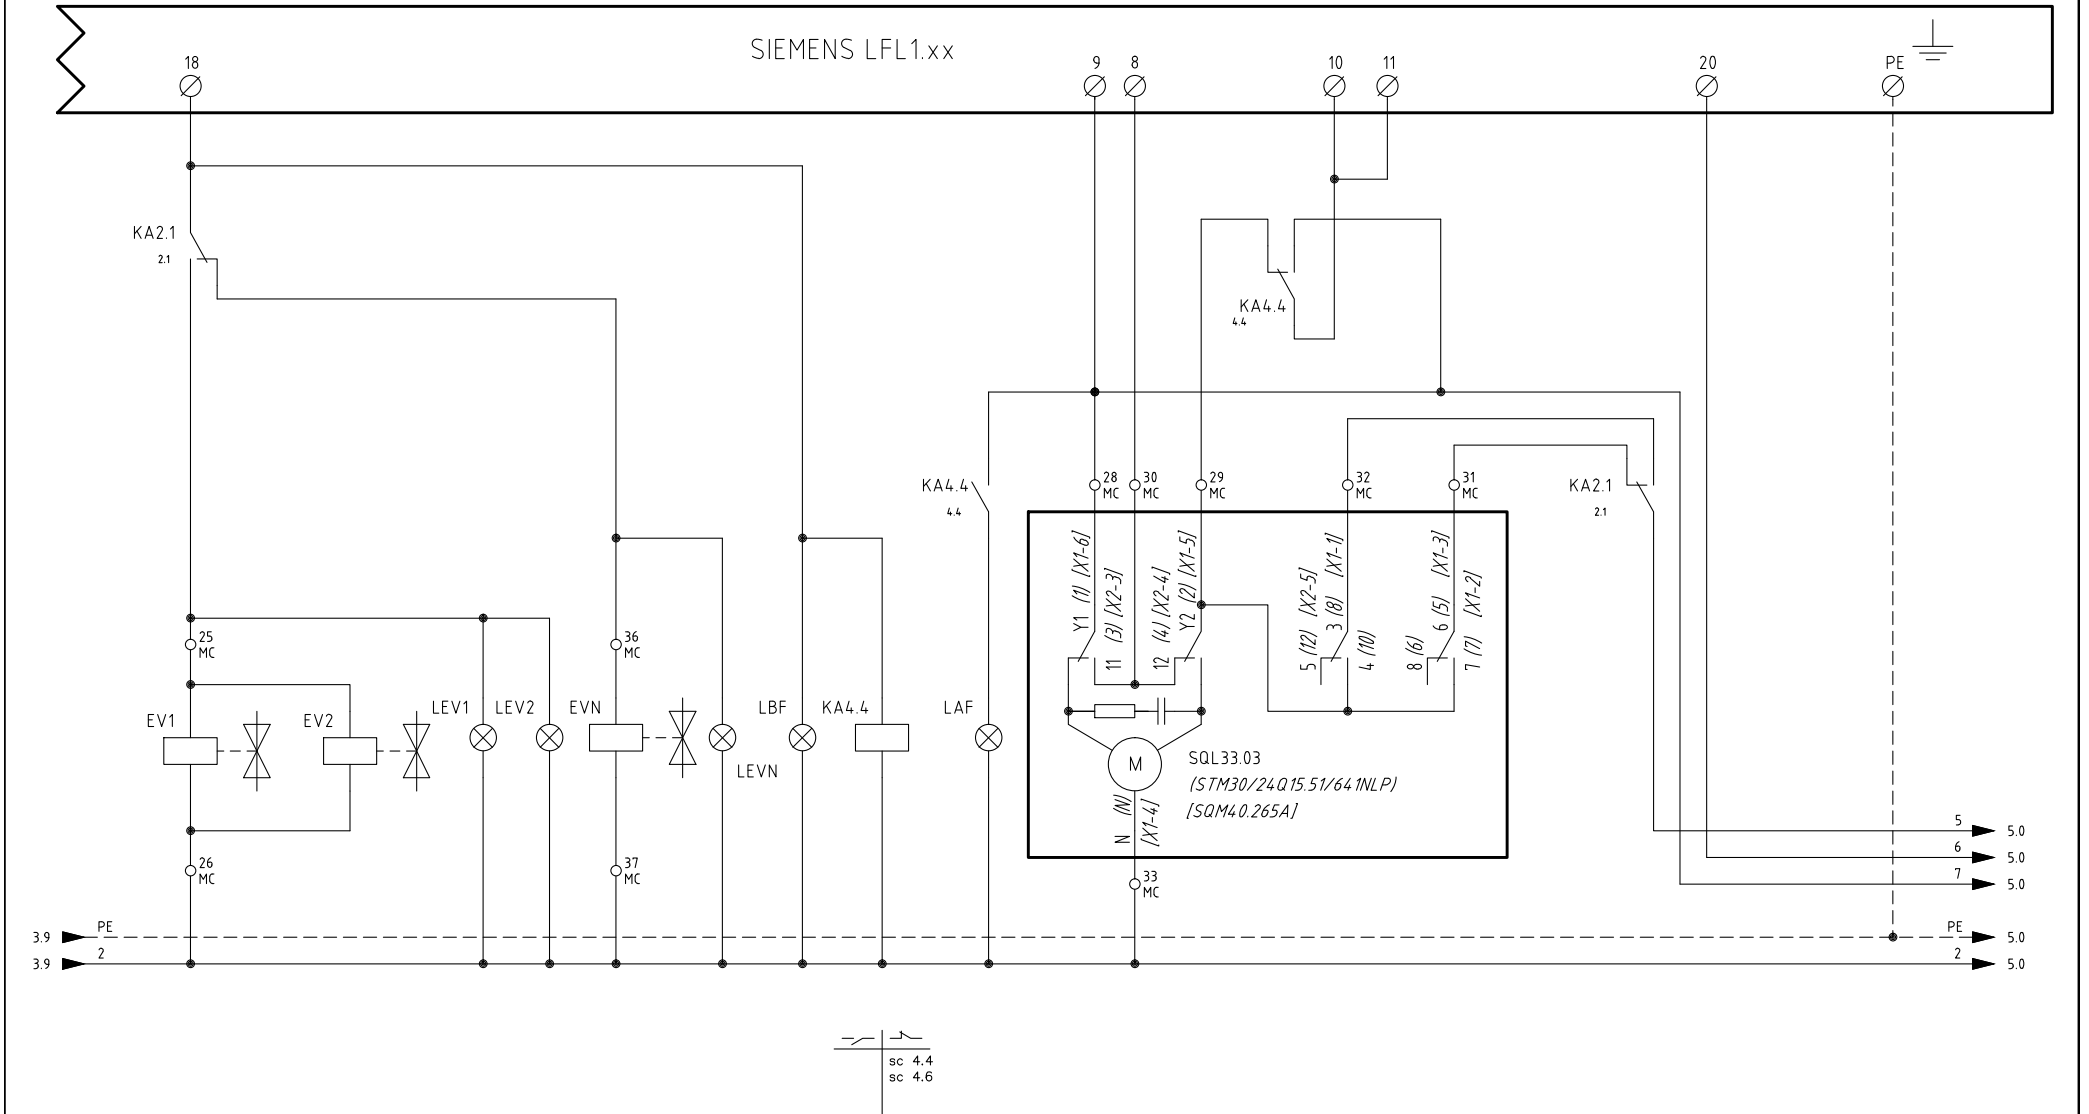 SIEMENS LFL1.xx
18
9
8
10
11
20
PE
KA2.1
2.1
KA4.4
4.4
KA4.4
4.4
28
MC
30
MC
29
MC
32
MC
31
MC
KA2.1
2.1
Y1 (1) [X1-6]
11 (3) [X2-3]
12 (4) [X2-4]
Y2 (2) [X1-5]
5 (12) [X2-5]
3 (8) [X1-1]
4 (10)
8 (6)
6 (5) [X1-3]
7 (7) [X1-2]
25
MC
36
MC
EV1
EV2
LEV1
LEV2
EVN
LEVN
LBF
KA4.4
LAF
M
SQL33.03
(STM30/24Q15.51/641NLP)
[SQM40.265A]
N (N)
[X1-4]
26
MC
37
MC
33
MC
5
5.0
6
5.0
7
5.0
3.9
PE
PE
5.0
3.9
2
2
5.0
sc 4.4
sc 4.6